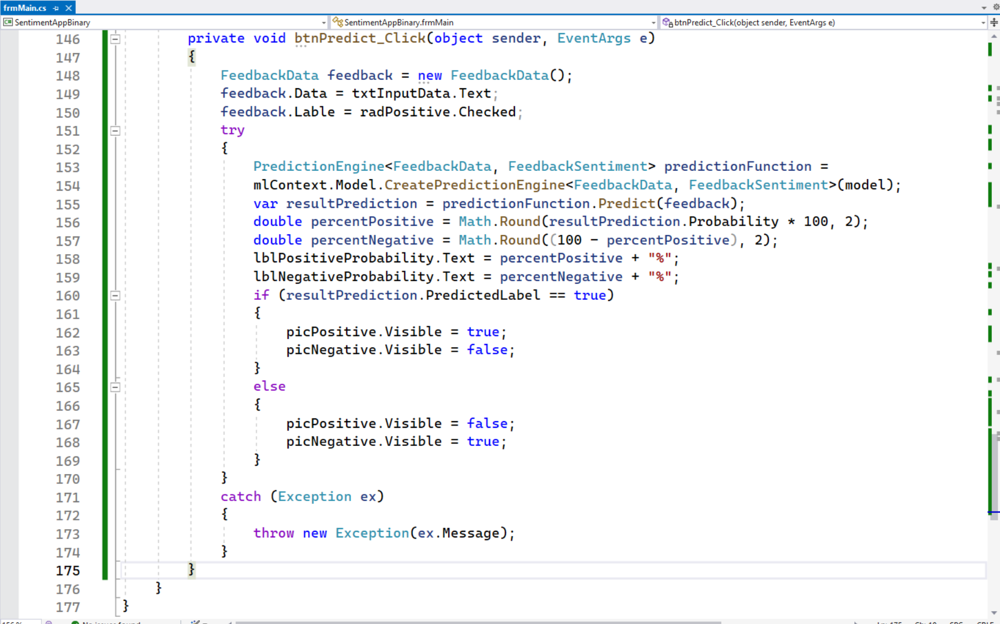 frmMain.cs
SentimentAppBinary SentimentAppBinary.frmMain btnPredict_Click(object sender, EventArgs e)
146 private void btnPredict_Click(object sender, EventArgs e)
147 {
148 FeedbackData feedback = new FeedbackData();
149 feedback.Data = txtInputData.Text;
150 feedback.Lable = radPositive.Checked;
151 try
152 {
153 PredictionEngine<FeedbackData, FeedbackSentiment> predictionFunction =
154 mlContext.Model.CreatePredictionEngine<FeedbackData, FeedbackSentiment>(model);
155 var resultPrediction = predictionFunction.Predict(feedback);
156 double percentPositive = Math.Round(resultPrediction.Probability * 100, 2);
157 double percentNegative = Math.Round((100 - percentPositive), 2);
158 lblPositiveProbability.Text = percentPositive + "%";
159 lblNegativeProbability.Text = percentNegative + "%";
160 if (resultPrediction.PredictedLabel == true)
161 {
162 picPositive.Visible = true;
163 picNegative.Visible = false;
164 }
165 else
166 {
167 picPositive.Visible = false;
168 picNegative.Visible = true;
169 }
170 }
171 catch (Exception ex)
172 {
173 throw new Exception(ex.Message);
174 }
175 }
176 }
177 }